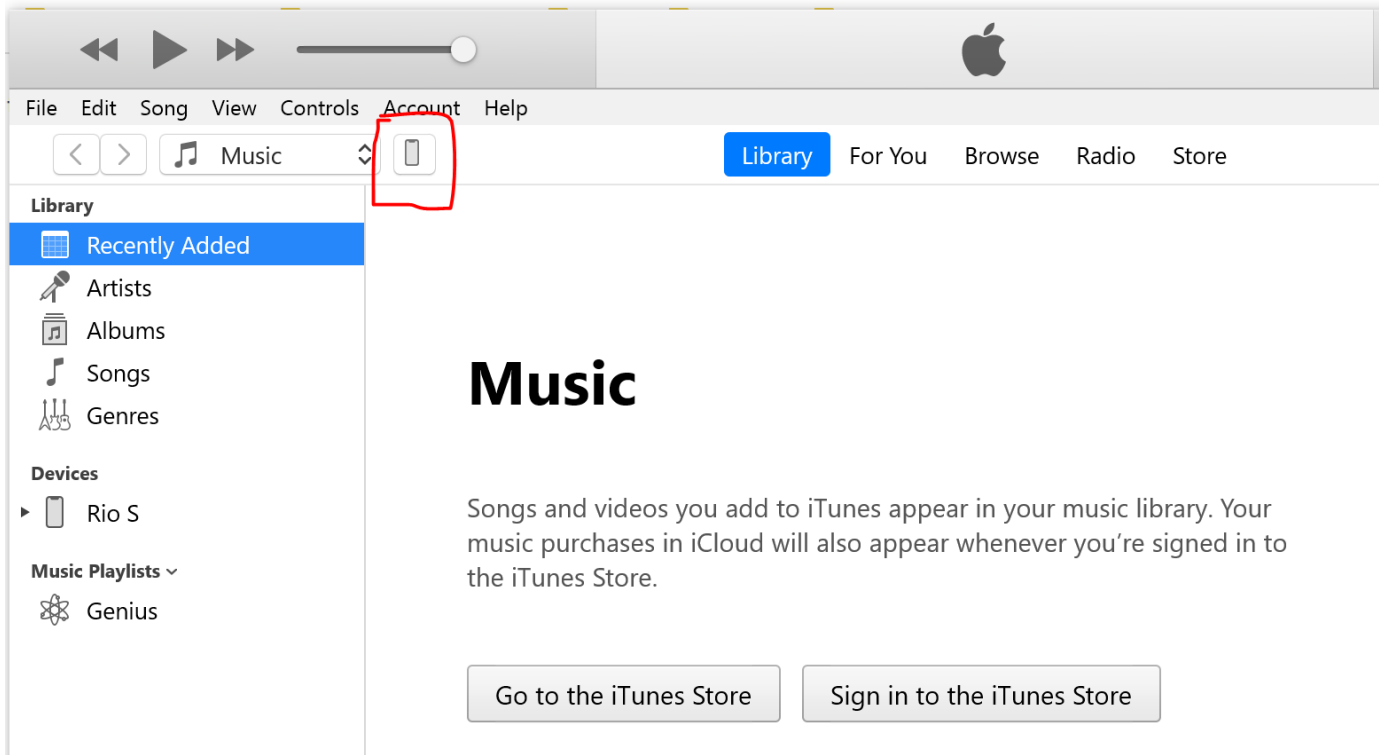 File Edit Song View Controls Account Help
Music
Library For You Browse Radio Store
Library
Recently Added
Artists
Albums
Songs
Genres
Devices
Rio S
Music Playlists
Genius
Music
Songs and videos you add to iTunes appear in your music library. Your
music purchases in iCloud will also appear whenever you’re signed in to
the iTunes Store.
Go to the iTunes Store Sign in to the iTunes Store